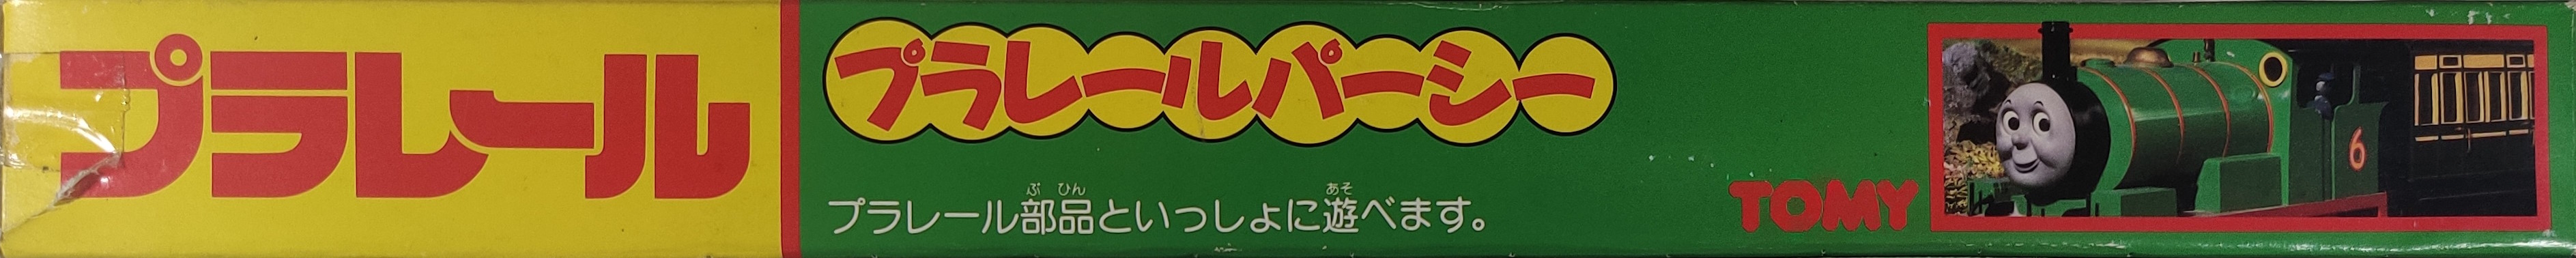 プラレール
プラレールパーシー
ぶ ひん あそ
プラレール部品といっしょに遊べます。
TOMY
6